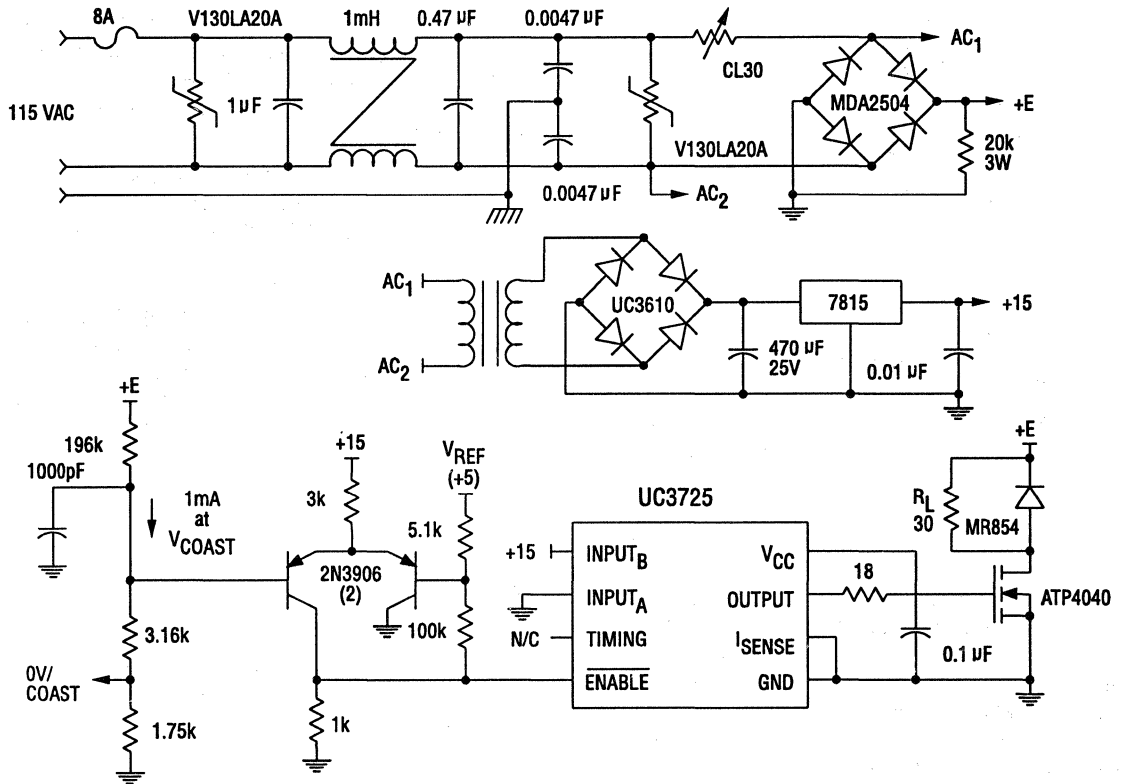 8A
V130LA20A
1mH
0.47 µF
0.0047 µF
AC1
CL30
115 VAC
1µF
MDA2504
+E
20k
3W
V130LA20A
0.0047 µF
AC2
AC1
UC3610
7815
+15
470 µF
25V
0.01 µF
AC2
+E
196k
1000pF
1mA
at
VCOAST
+15
3k
VREF
(+5)
5.1k
2N3906
(2)
100k
3.16k
0V/
COAST
1.75k
1k
UC3725
+15
INPUTB
INPUTA
N/C
TIMING
ENABLE
VCC
OUTPUT
ISENSE
GND
18
0.1 µF
+E
RL
30
MR854
ATP4040